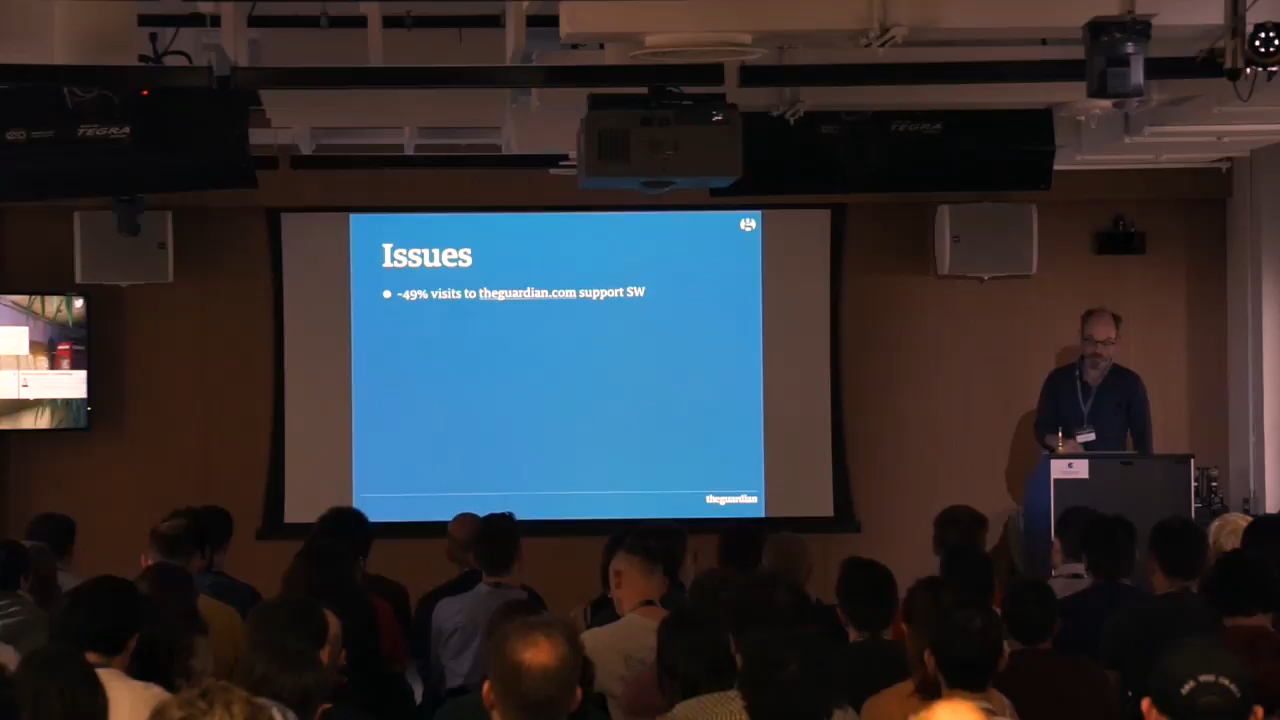 TEGRA
TEGRA
Issues
~49% visits to theguardian.com support SW
theguardian